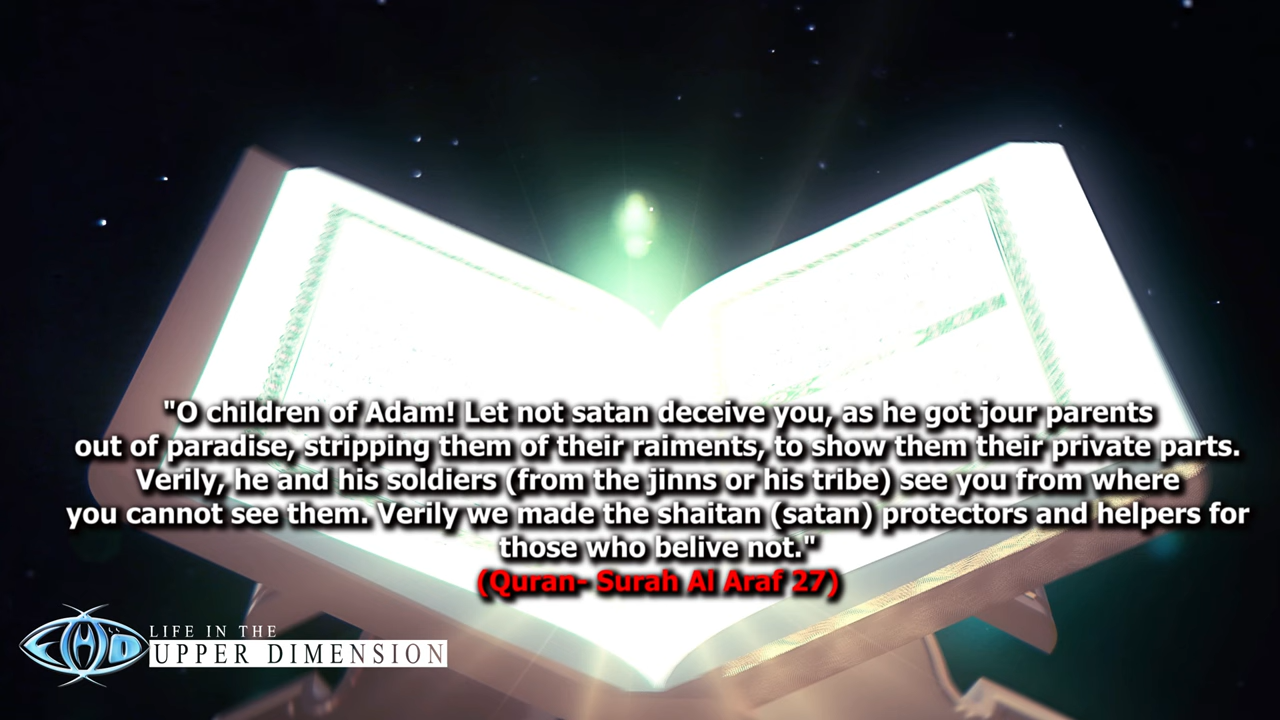 "O children of Adam! Let not satan deceive you, as he got jour parents
out of paradise, stripping them of their raiments, to show them their private parts.
Verily, he and his soldiers (from the jinns or his tribe) see you from where
you cannot see them. Verily we made the shaitan (satan) protectors and helpers for
those who belive not."
(Quran- Surah Al Araf 27)
LIFE IN THE
UPPER DIMENSION